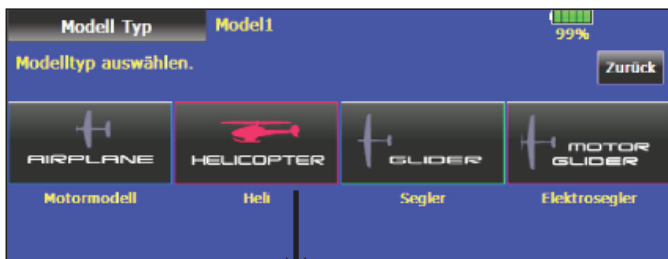 Modell Typ Model1 99%
Modelltyp auswählen. Zurück
AIRPLANE HELICOPTER GLIDER MOTOR GLIDER
Motormodell Heli Segler Elektrosegler